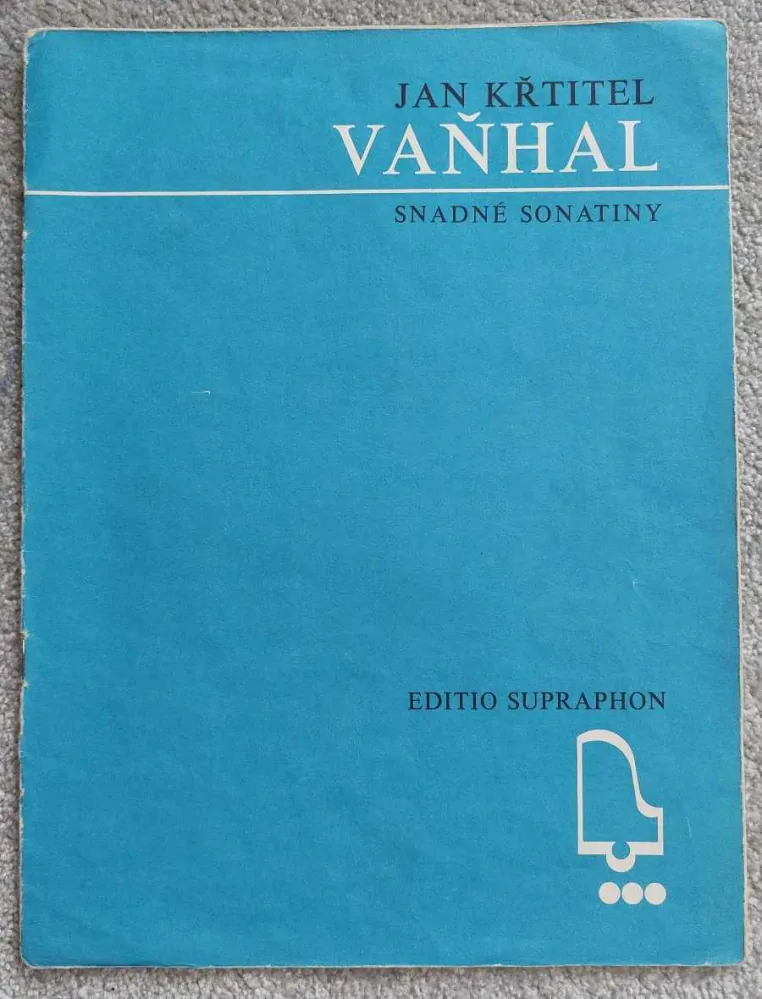 JAN KŘTITEL
VAŇHAL
SNADNÉ SONATINY
EDITIO SUPRAPHON